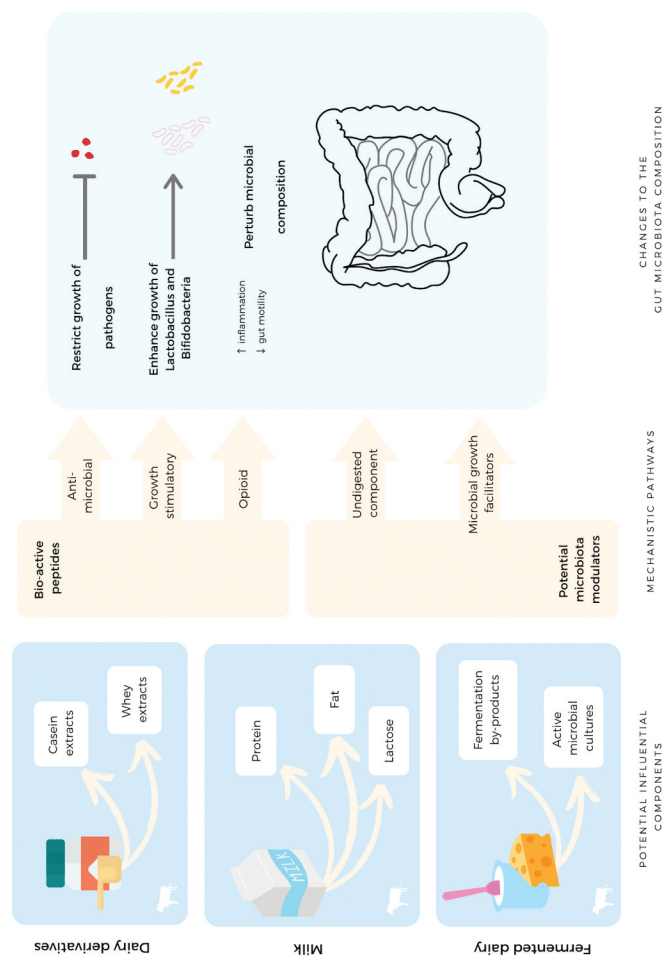 Dairy derivatives
Casein
extracts
Whey
extracts
Milk
MILK
Protein
Fat
Lactose
Fermented dairy
Fermentation
by-products
Active
microbial
cultures
POTENTIAL INFLUENTIAL
COMPONENTS
Bio-active
peptides
Anti-
microbial
Growth
stimulatory
Opioid
Undigested
component
Microbial growth
facilitators
Potential
microbiota
modulators
MECHANISTIC PATHWAYS
Restrict growth of
pathogens
Enhance growth of
Lactobacillus and
Bifidobacteria
↑ inflammation
↓ gut motility
Perturb microbial
composition
CHANGES TO THE
GUT MICROBIOTA COMPOSITION